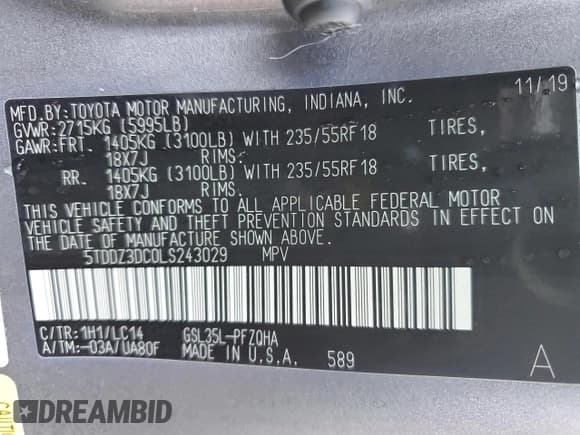 11/19
MFD.BY:TOYOTA MOTOR MANUFACTURING, INDIANA, INC.
GVWR:2715KG (5995LB)
GAWR:FRT. 1405KG (3100LB) WITH 235/55RF18 TIRES,
18X7J RIMS:
RR. 1405KG (3100LB) WITH 235/55RF18 TIRES,
18X7J RIMS:
THIS VEHICLE CONFORMS TO ALL APPLICABLE FEDERAL MOTOR
VEHICLE SAFETY AND THEFT PREVENTION STANDARDS IN EFFECT ON
THE DATE OF MANUFACTURE SHOWN ABOVE.
5TDDZ3DC0LS243029 MPV
C/TR:1H1/LC14 GSL35L-PFZQHA
A/TM:-03A/UA80F MADE IN U.S.A. 589 A
DREAMBID